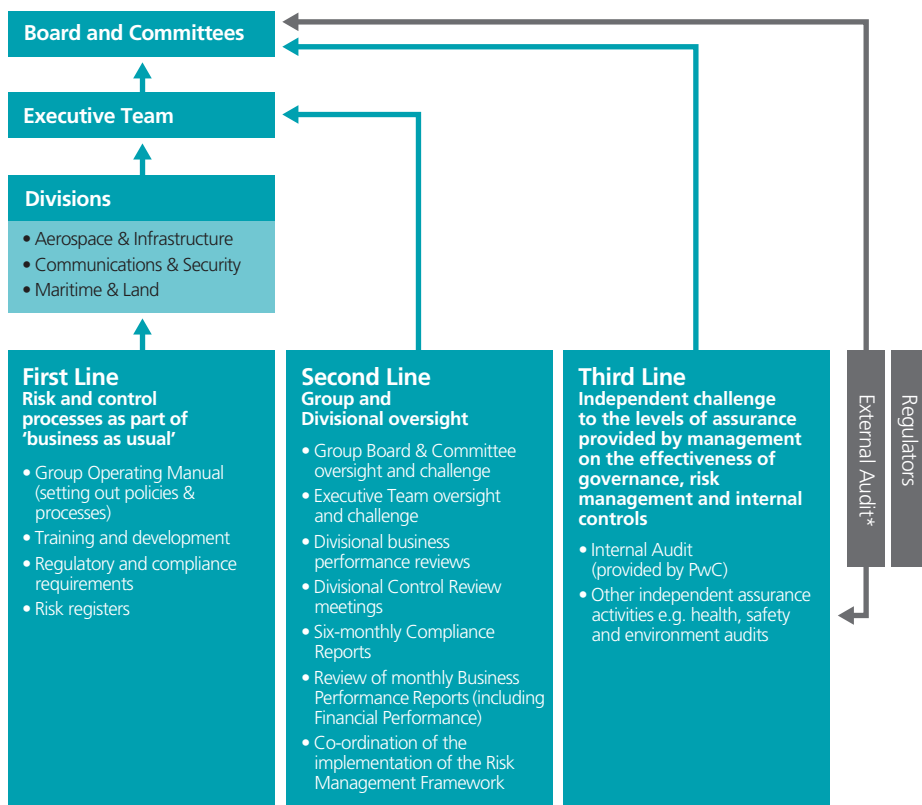 Board and Committees
Executive Team
Divisions
• Aerospace & Infrastructure
• Communications & Security
• Maritime & Land
First Line
Risk and control
processes as part of
‘business as usual’
• Group Operating Manual
(setting out policies &
processes)
• Training and development
• Regulatory and compliance
requirements
• Risk registers
Second Line
Group and
Divisional oversight
• Group Board & Committee
oversight and challenge
• Executive Team oversight
and challenge
• Divisional business
performance reviews
• Divisional Control Review
meetings
• Six-monthly Compliance
Reports
• Review of monthly Business
Performance Reports (including
Financial Performance)
• Co-ordination of the
implementation of the Risk
Management Framework
Third Line
Independent challenge
to the levels of assurance
provided by management
on the effectiveness of
governance, risk
management and internal
controls
• Internal Audit
(provided by PwC)
• Other independent assurance
activities e.g. health, safety
and environment audits
External Audit*
Regulators